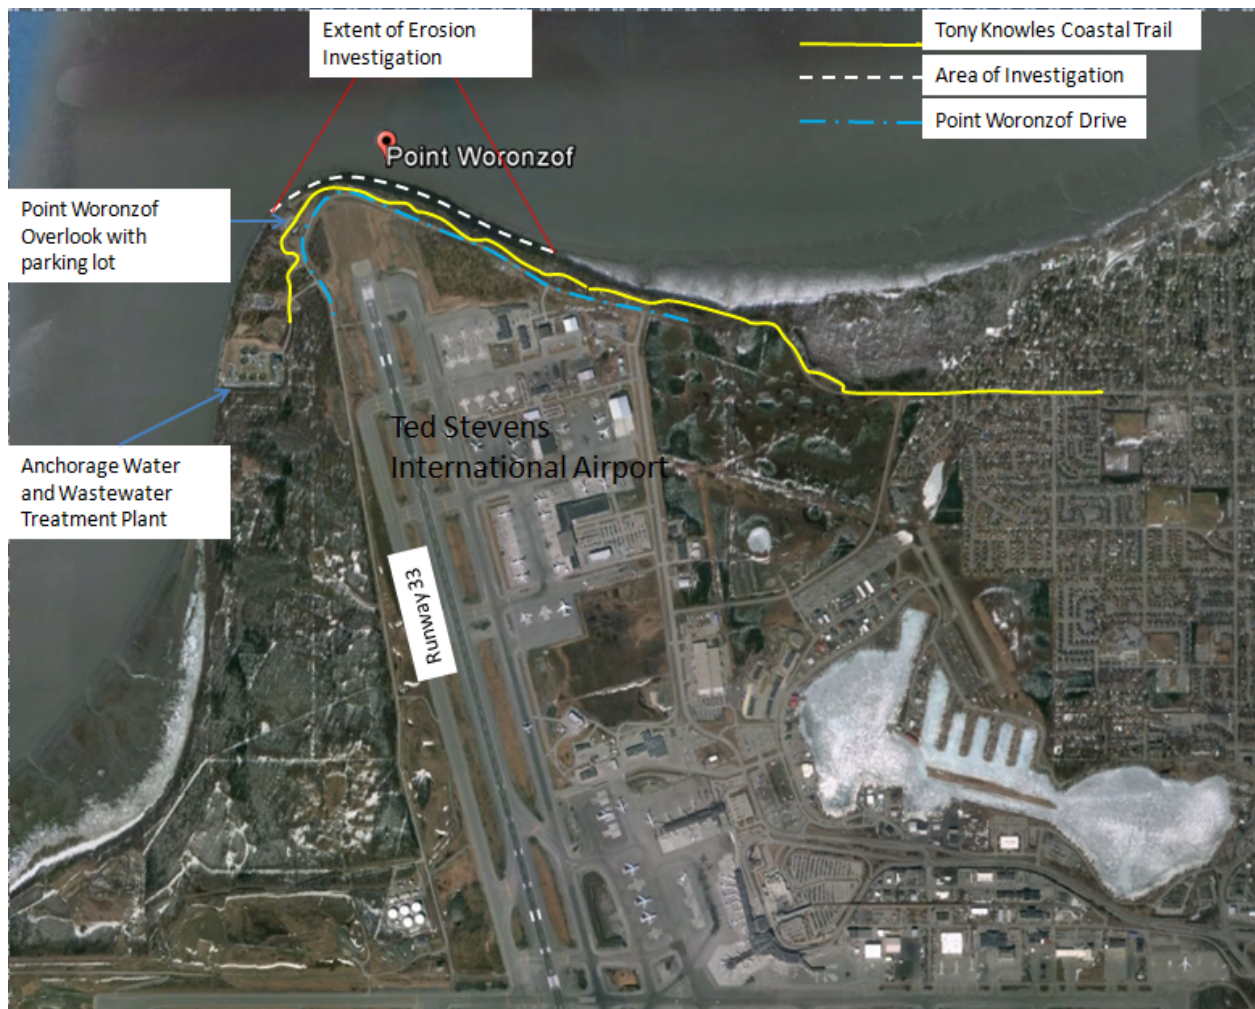 Extent of Erosion
Investigation
Tony Knowles Coastal Trail
Area of Investigation
Point Woronzof Drive
Point Woronzof
Point Woronzof
Overlook with
parking lot
Ted Stevens
International Airport
Anchorage Water
and Wastewater
Treatment Plant
Runway 33